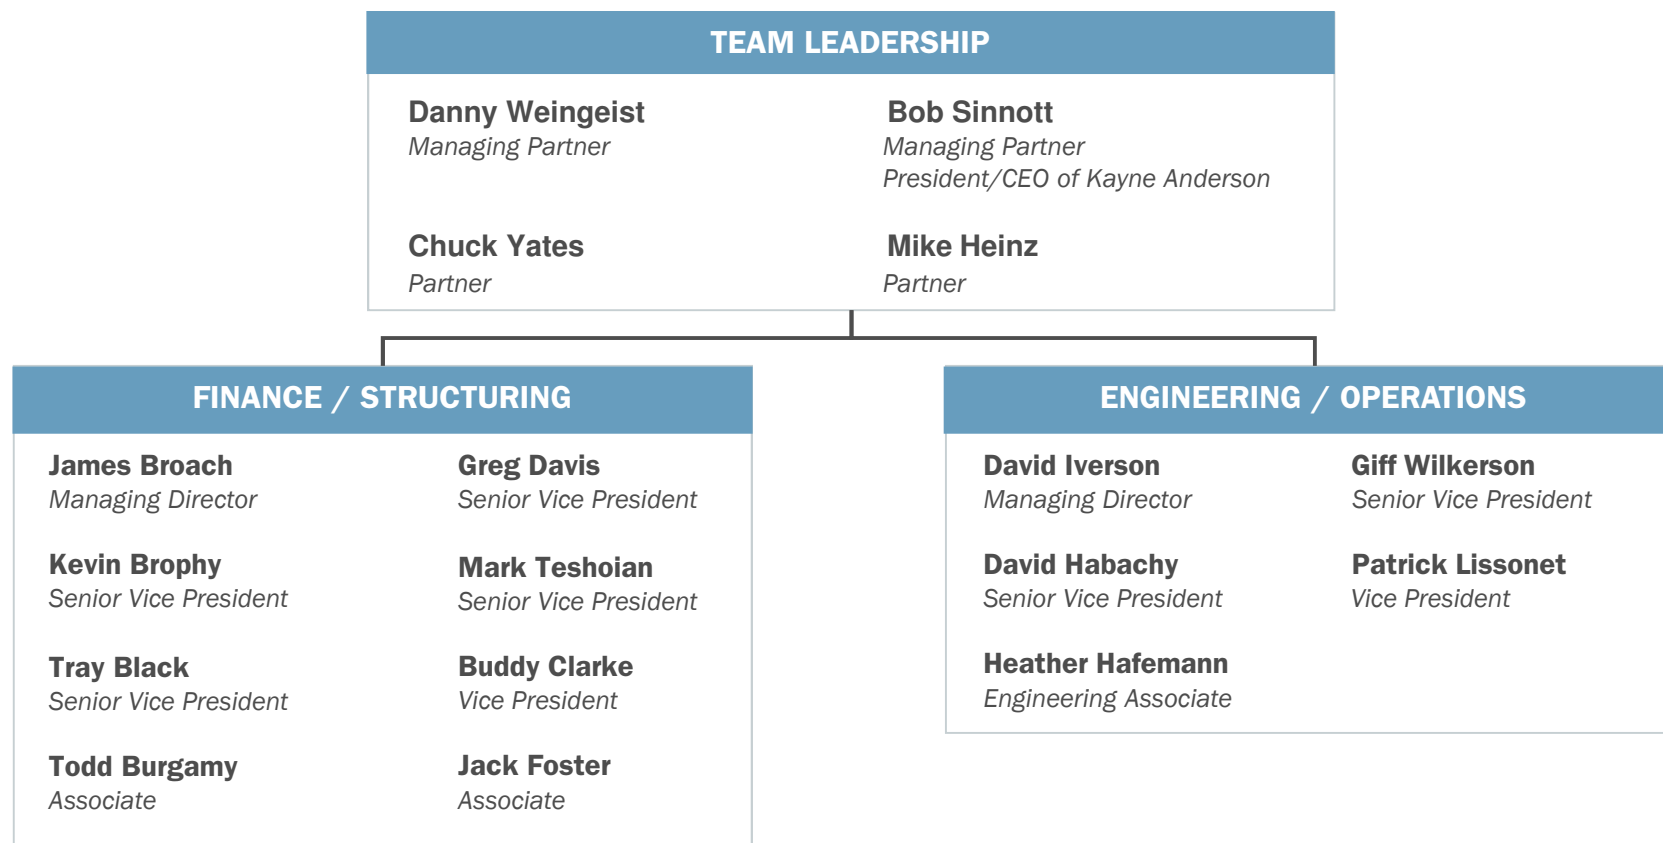 TEAM LEADERSHIP
Danny Weingeist
Managing Partner
Bob Sinnott
Managing Partner
President/CEO of Kayne Anderson
Chuck Yates
Partner
Mike Heinz
Partner
FINANCE / STRUCTURING
James Broach
Managing Director
Greg Davis
Senior Vice President
Kevin Brophy
Senior Vice President
Mark Teshoian
Senior Vice President
Tray Black
Senior Vice President
Buddy Clarke
Vice President
Todd Burgamy
Associate
Jack Foster
Associate
ENGINEERING / OPERATIONS
David Iverson
Managing Director
Giff Wilkerson
Senior Vice President
David Habachy
Senior Vice President
Patrick Lissonet
Vice President
Heather Hafemann
Engineering Associate